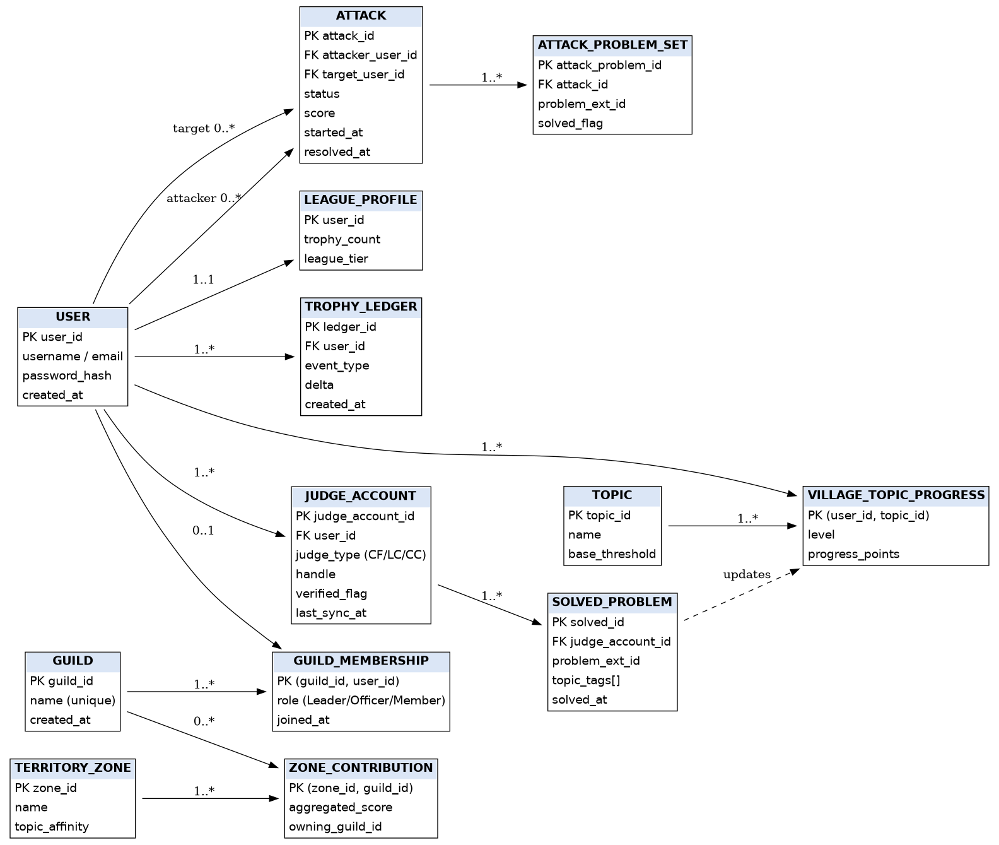 ATTACK
PK attack_id
FK attacker_user_id
FK target_user_id
status
score
started_at
resolved_at
1..*
ATTACK_PROBLEM_SET
PK attack_problem_id
FK attack_id
problem_ext_id
solved_flag
target 0..*
attacker 0..*
LEAGUE_PROFILE
PK user_id
trophy_count
league_tier
1..1
USER
PK user_id
username / email
password_hash
created_at
1..*
TROPHY_LEDGER
PK ledger_id
FK user_id
event_type
delta
created_at
1..*
1..*
JUDGE_ACCOUNT
PK judge_account_id
FK user_id
judge_type (CF/LC/CC)
handle
verified_flag
last_sync_at
0..1
TOPIC
PK topic_id
name
base_threshold
1..*
VILLAGE_TOPIC_PROGRESS
PK (user_id, topic_id)
level
progress_points
updates
1..*
SOLVED_PROBLEM
PK solved_id
FK judge_account_id
problem_ext_id
topic_tags[]
solved_at
GUILD
PK guild_id
name (unique)
created_at
1..*
0..*
GUILD_MEMBERSHIP
PK (guild_id, user_id)
role (Leader/Officer/Member)
joined_at
TERRITORY_ZONE
PK zone_id
name
topic_affinity
1..*
ZONE_CONTRIBUTION
PK (zone_id, guild_id)
aggregated_score
owning_guild_id